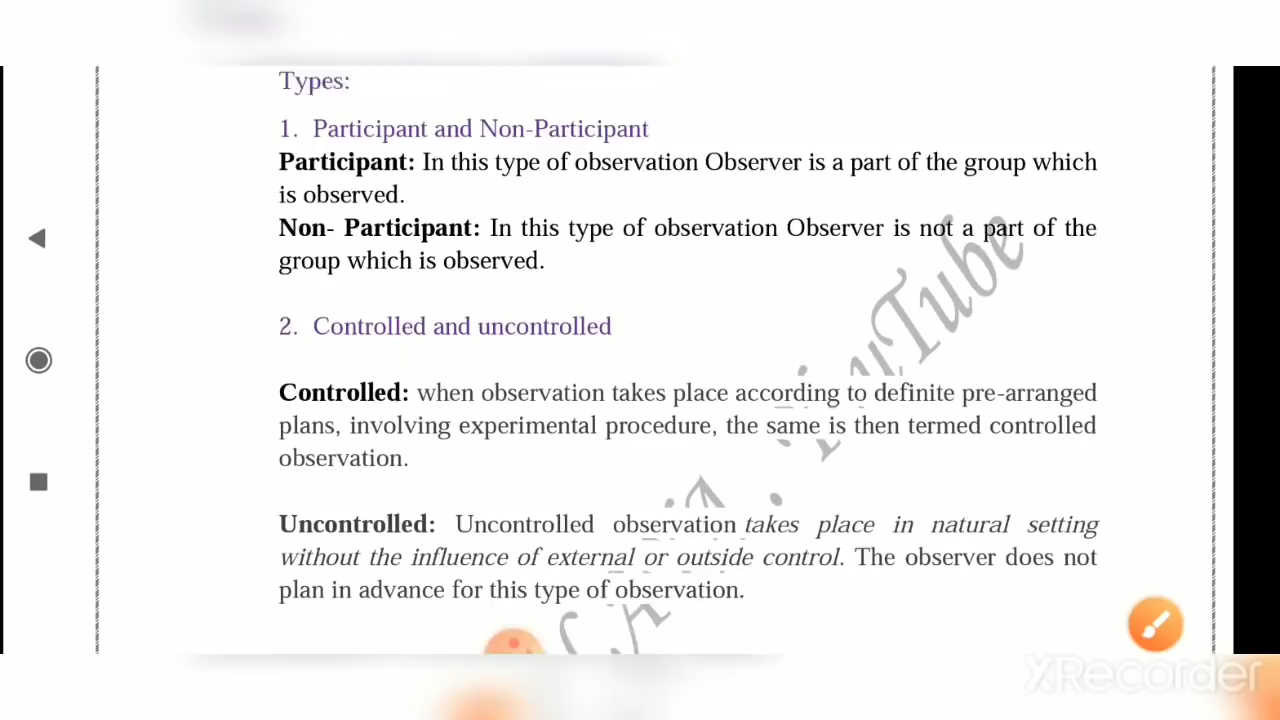 Types:
1. Participant and Non-Participant
Participant: In this type of observation Observer is a part of the group which
is observed.
Non- Participant: In this type of observation Observer is not a part of the
group which is observed.
2. Controlled and uncontrolled
Controlled: when observation takes place according to definite pre-arranged
plans, involving experimental procedure, the same is then termed controlled
observation.
Uncontrolled: Uncontrolled observation takes place in natural setting
without the influence of external or outside control. The observer does not
plan in advance for this type of observation.
XRecorder